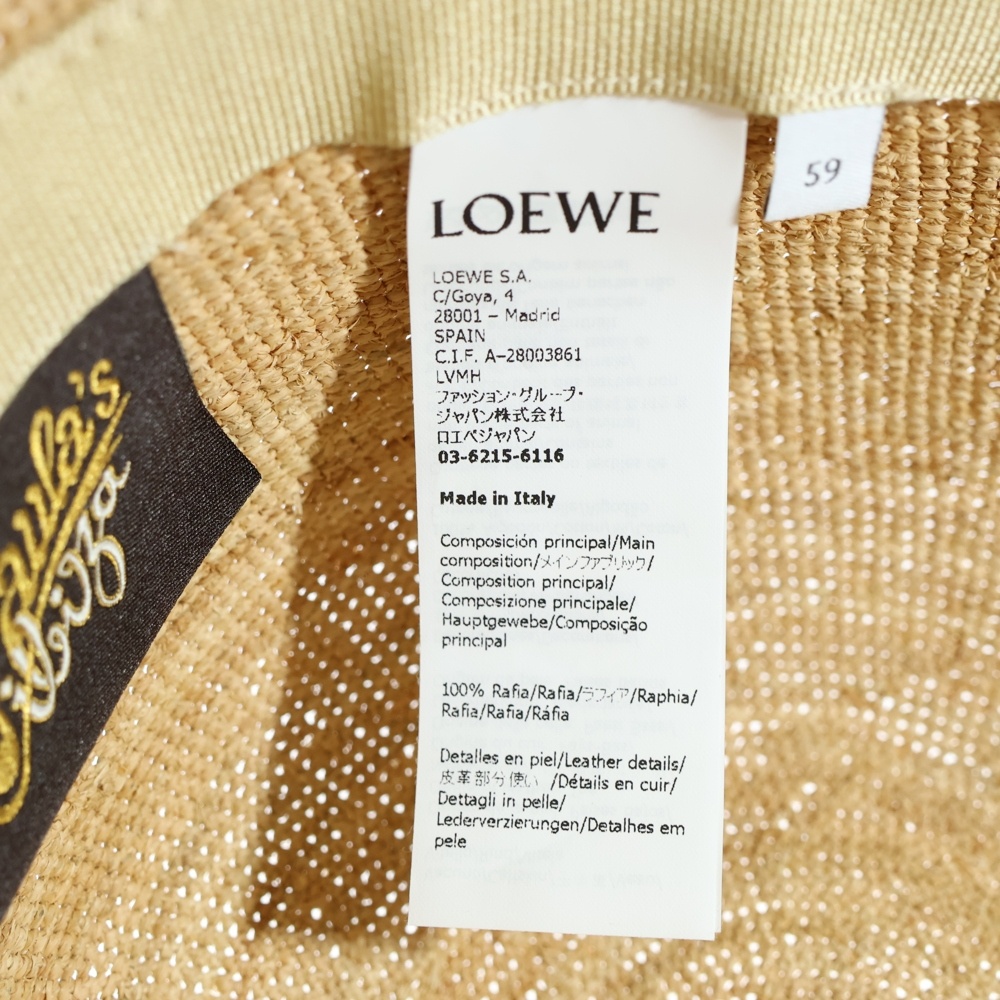 LOEWE
LOEWE S.A.
C/Goya, 4
28001 – Madrid
SPAIN
C.I.F. A-28003861
LVMH
ファッション・グループ・
ジャパン株式会社
ロエベジャパン
03-6215-6116
Made in Italy
Composición principal/Main
composition/メインファブリック/
Composition principal/
Composizione principale/
Hauptgewebe/Composição
principal
100% Rafia/Rafia/ラフィア/Raphia/
Rafia/Rafia/Ráfia
Detalles en piel/Leather details/
皮革部分使い /Détails en cuir/
Dettagli in pelle/
Lederverzierungen/Detalhes em
pele
59
Paula's
Ibiza